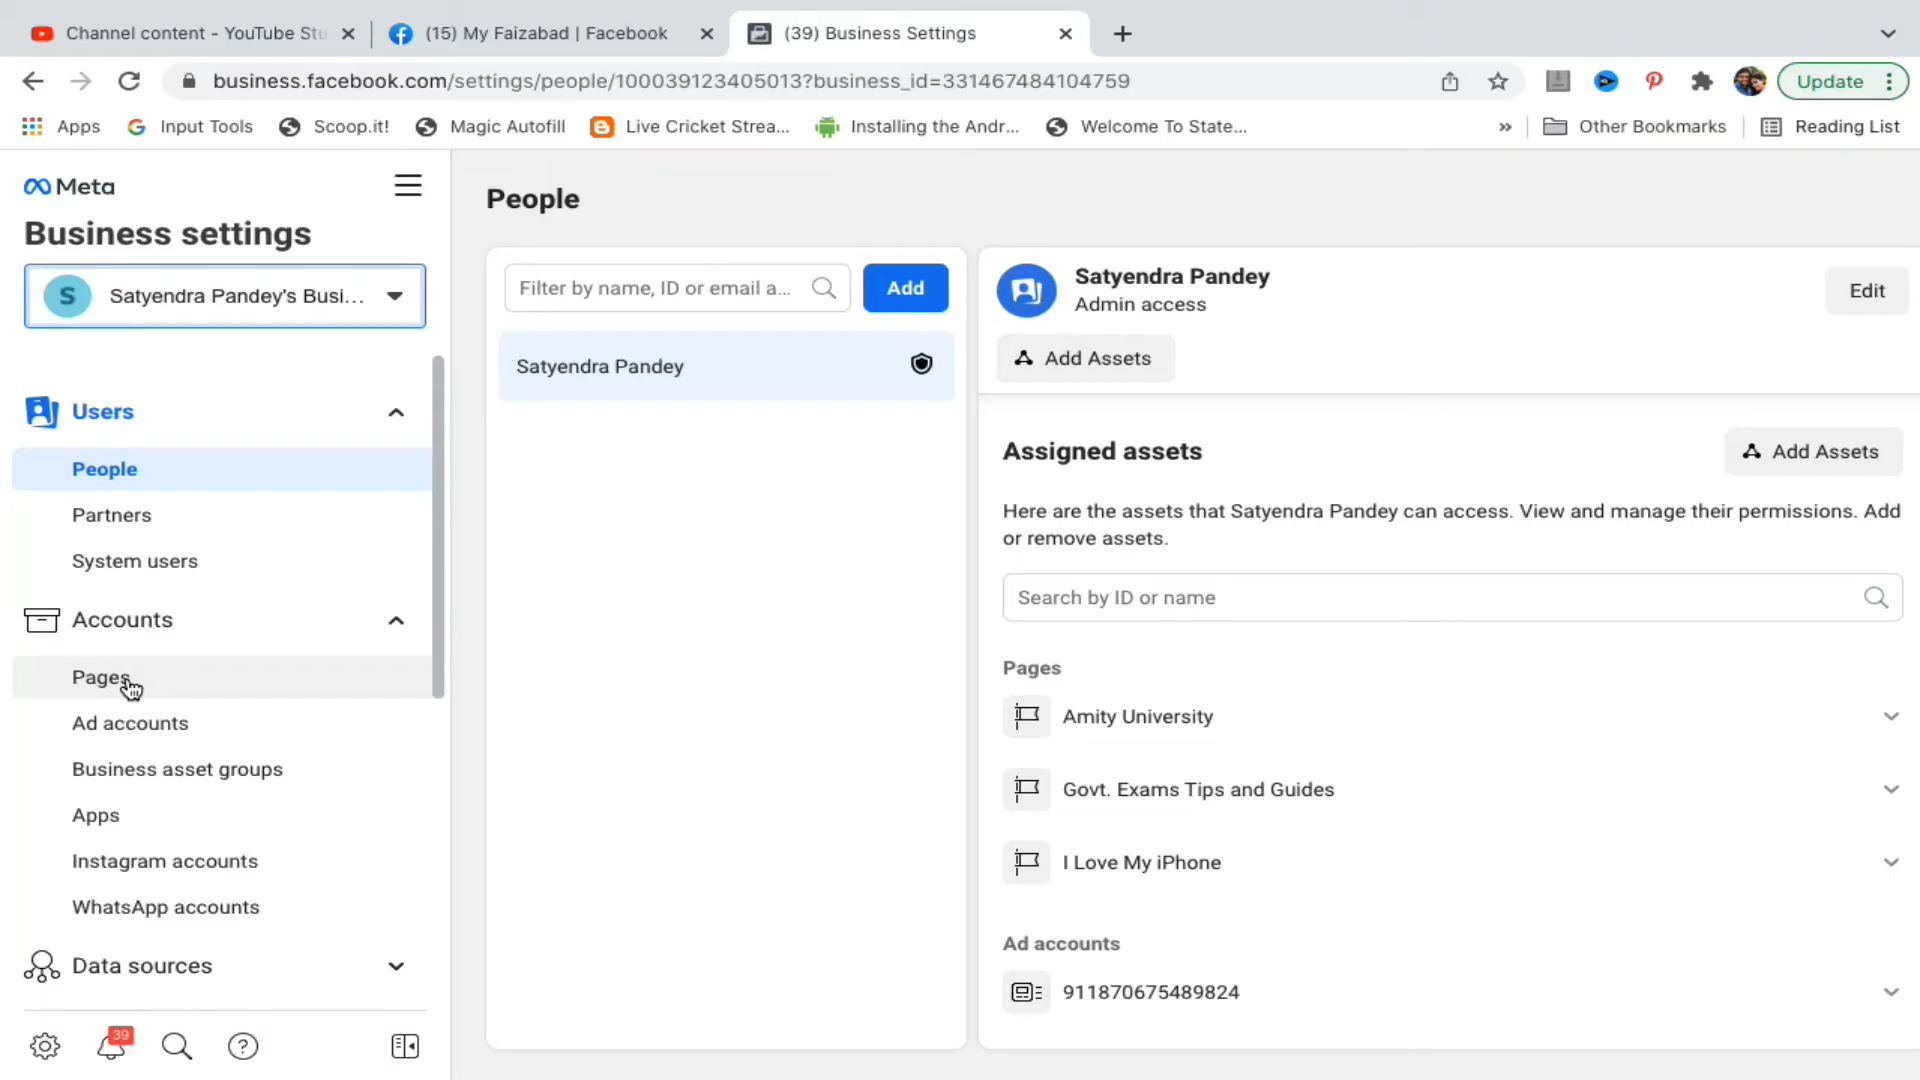 Channel content - YouTube Stu
(15) My Faizabad | Facebook
(39) Business Settings
business.facebook.com/settings/people/100039123405013?business_id=331467484104759
Update
Apps
Input Tools
Scoop.it!
Magic Autofill
Live Cricket Strea...
Installing the Andr...
Welcome To State...
»
Other Bookmarks
Reading List
Meta
Business settings
S
Satyendra Pandey's Busi...
Users
People
Partners
System users
Accounts
Pages
Ad accounts
Business asset groups
Apps
Instagram accounts
WhatsApp accounts
Data sources
39
People
Filter by name, ID or email a...
Add
Satyendra Pandey
Satyendra Pandey
Admin access
Edit
Add Assets
Assigned assets
Add Assets
Here are the assets that Satyendra Pandey can access. View and manage their permissions. Add
or remove assets.
Search by ID or name
Pages
Amity University
Govt. Exams Tips and Guides
I Love My iPhone
Ad accounts
911870675489824